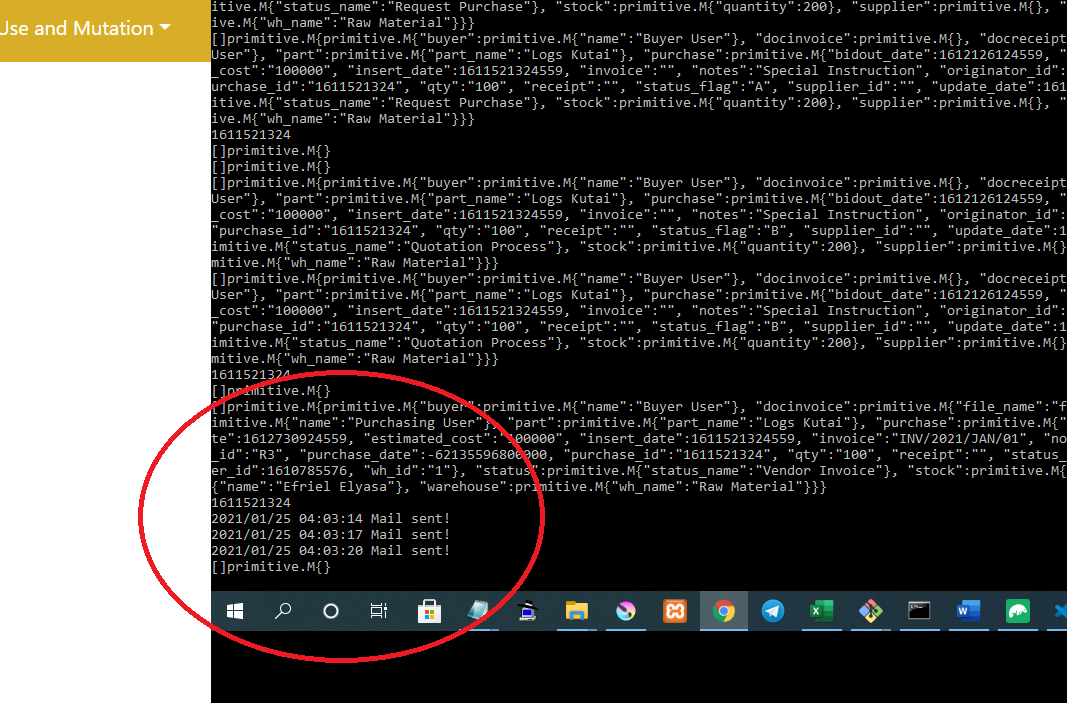 Use and Mutation
itive.M{"status_name":"Request Purchase"}, "stock":primitive.M{"quantity":200}, "supplier":primitive.M{}, "
ive.M{"wh_name":"Raw Material"}}}
[]primitive.M{primitive.M{"buyer":primitive.M{"name":"Buyer User"}, "docinvoice":primitive.M{}, "docreceipt
User"}, "part":primitive.M{"part_name":"Logs Kutai"}, "purchase":primitive.M{"bidout_date":1612126124559, "
_cost":"100000", "insert_date":1611521324559, "invoice":"", "notes":"Special Instruction", "originator_id":
urchase_id":"1611521324", "qty":"100", "receipt":"", "status_flag":"A", "supplier_id":"", "update_date":161
itive.M{"status_name":"Request Purchase"}, "stock":primitive.M{"quantity":200}, "supplier":primitive.M{}, "
ive.M{"wh_name":"Raw Material"}}}
1611521324
[]primitive.M{}
[]primitive.M{}
[]primitive.M{primitive.M{"buyer":primitive.M{"name":"Buyer User"}, "docinvoice":primitive.M{}, "docreceipt
User"}, "part":primitive.M{"part_name":"Logs Kutai"}, "purchase":primitive.M{"bidout_date":1612126124559, "
_cost":"100000", "insert_date":1611521324559, "invoice":"", "notes":"Special Instruction", "originator_id":
"purchase_id":"1611521324", "qty":"100", "receipt":"", "status_flag":"B", "supplier_id":"", "update_date":1
imitive.M{"status_name":"Quotation Process"}, "stock":primitive.M{"quantity":200}, "supplier":primitive.M{}
mitive.M{"wh_name":"Raw Material"}}}
[]primitive.M{primitive.M{"buyer":primitive.M{"name":"Buyer User"}, "docinvoice":primitive.M{}, "docreceipt
User"}, "part":primitive.M{"part_name":"Logs Kutai"}, "purchase":primitive.M{"bidout_date":1612126124559, "
_cost":"100000", "insert_date":1611521324559, "invoice":"", "notes":"Special Instruction", "originator_id":
"purchase_id":"1611521324", "qty":"100", "receipt":"", "status_flag":"B", "supplier_id":"", "update_date":1
imitive.M{"status_name":"Quotation Process"}, "stock":primitive.M{"quantity":200}, "supplier":primitive.M{}
mitive.M{"wh_name":"Raw Material"}}}
1611521324
[]primitive.M{}
[]primitive.M{primitive.M{"buyer":primitive.M{"name":"Buyer User"}, "docinvoice":primitive.M{"file_name":"f
imitive.M{"name":"Purchasing User"}, "part":primitive.M{"part_name":"Logs Kutai"}, "purchase":primitive.M{"
te":1612730924559, "estimated_cost":"100000", "insert_date":1611521324559, "invoice":"INV/2021/JAN/01", "no
_id":"R3", "purchase_date":-62135596800000, "purchase_id":"1611521324", "qty":"100", "receipt":"", "status_
er_id":1610785576, "wh_id":"1"}, "status":primitive.M{"status_name":"Vendor Invoice"}, "stock":primitive.M{
{"name":"Efriel Elyasa"}, "warehouse":primitive.M{"wh_name":"Raw Material"}}}
1611521324
2021/01/25 04:03:14 Mail sent!
2021/01/25 04:03:17 Mail sent!
2021/01/25 04:03:20 Mail sent!
[]primitive.M{}